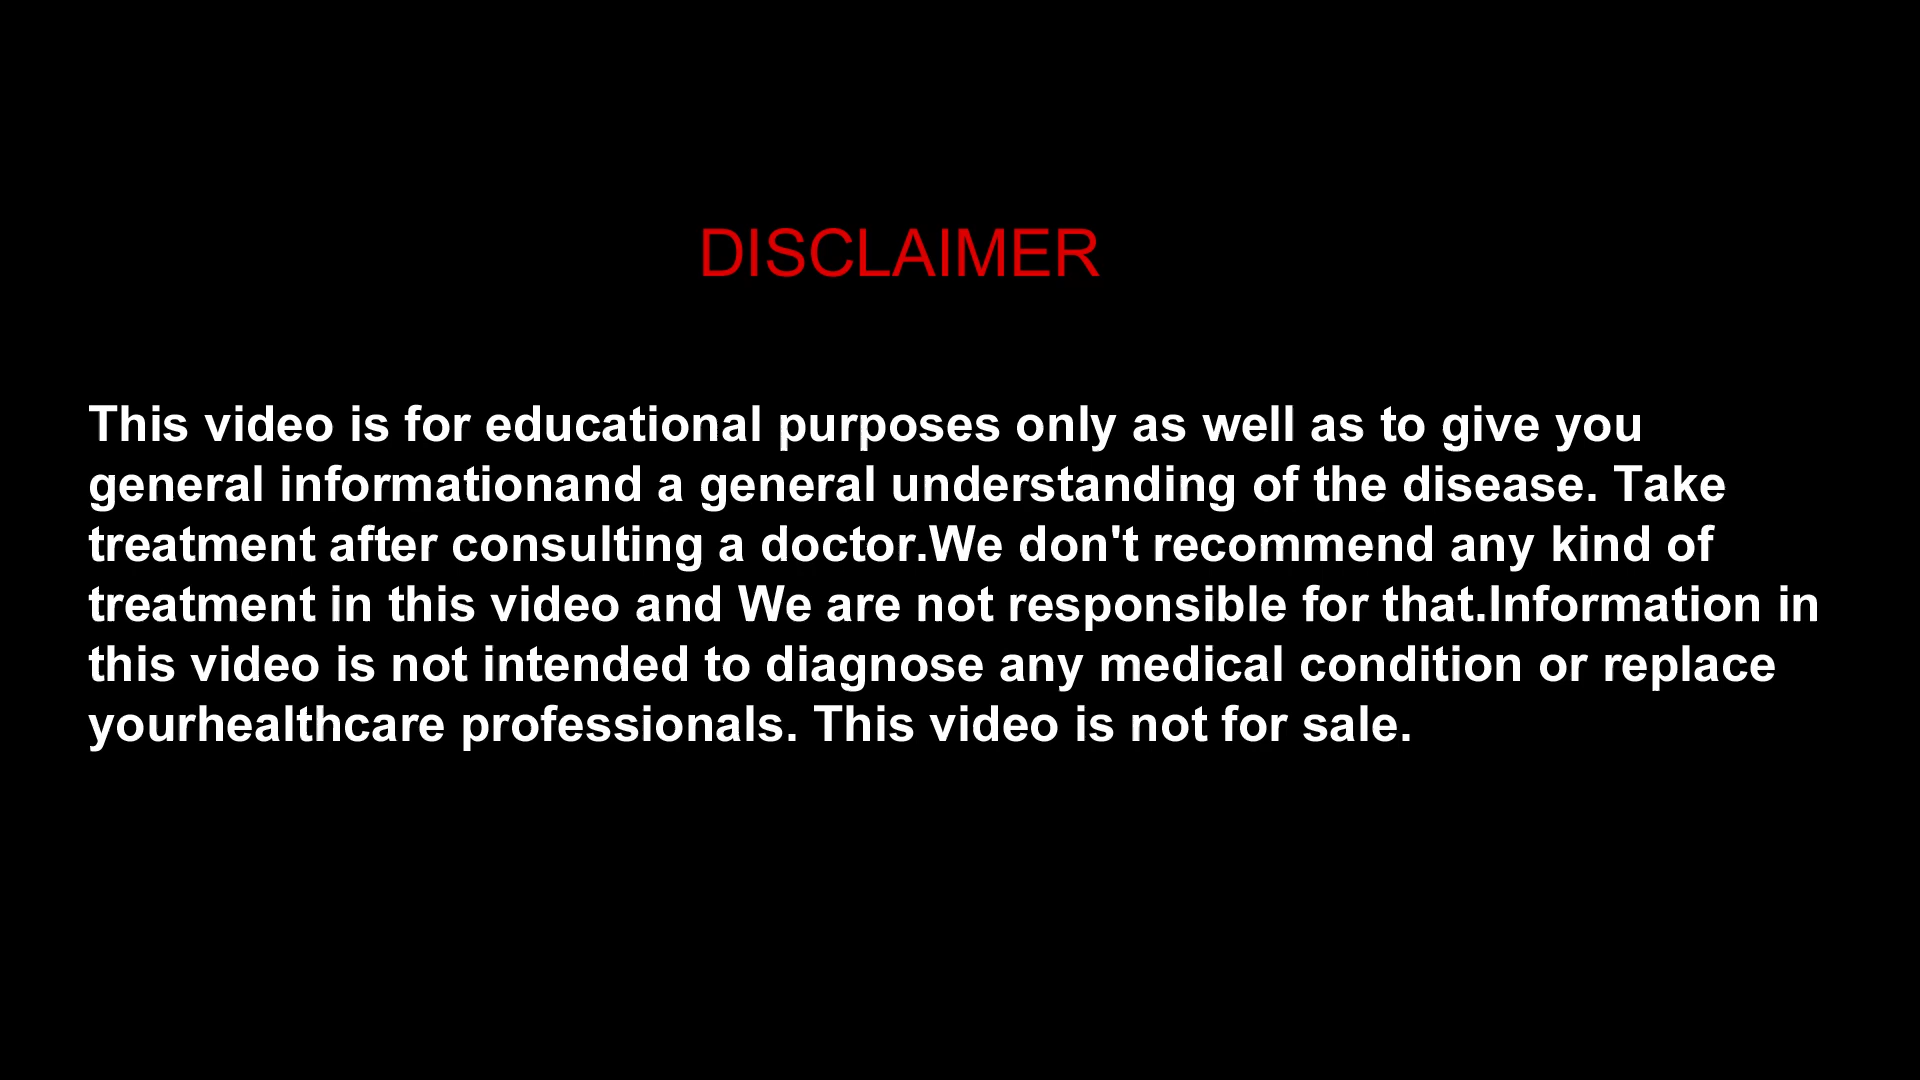 DISCLAIMER
This video is for educational purposes only as well as to give you
general informationand a general understanding of the disease. Take
treatment after consulting a doctor.We don't recommend any kind of
treatment in this video and We are not responsible for that.Information in
this video is not intended to diagnose any medical condition or replace
yourhealthcare professionals. This video is not for sale.